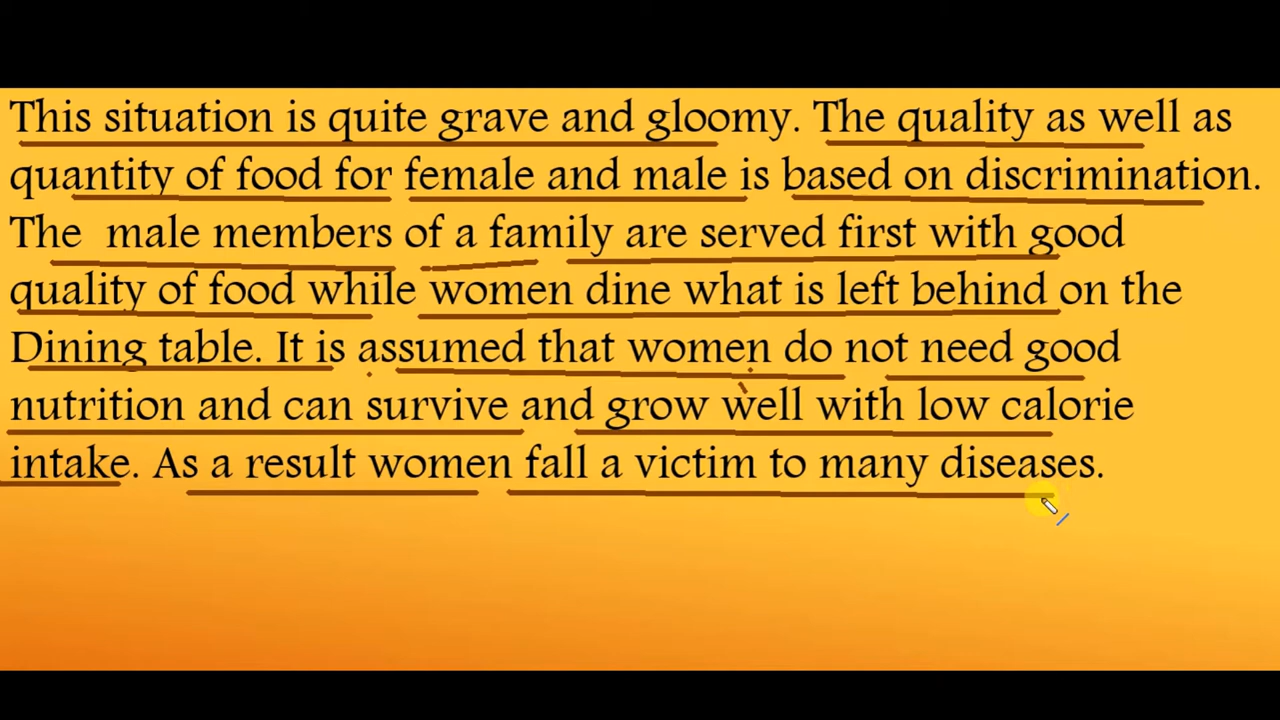 This situation is quite grave and gloomy. The quality as well as
quantity of food for female and male is based on discrimination.
The male members of a family are served first with good
quality of food while women dine what is left behind on the
Dining table. It is assumed that women do not need good
nutrition and can survive and grow well with low calorie
intake. As a result women fall a victim to many diseases.